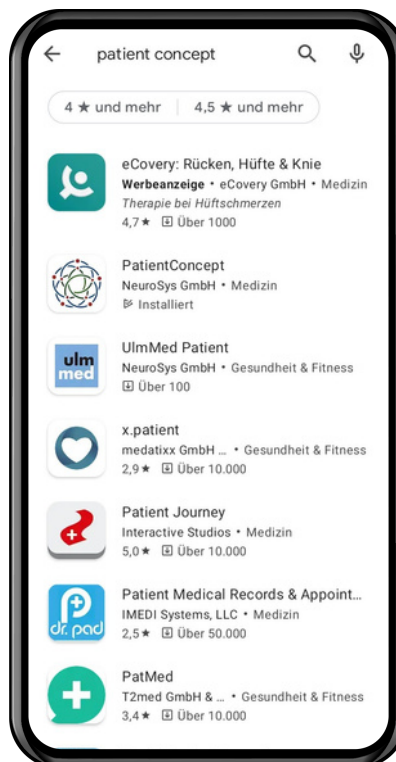 patient concept
4 ★ und mehr | 4,5 ★ und mehr
eCovery: Rücken, Hüfte & Knie
Werbeanzeige • eCovery GmbH • Medizin
Therapie bei Hüftschmerzen
4,7 ★ Über 1000
PatientConcept
NeuroSys GmbH • Medizin
Installiert
ulm
med
UlmMed Patient
NeuroSys GmbH • Gesundheit & Fitness
Über 100
x.patient
medatixx GmbH ... • Gesundheit & Fitness
2,9 ★ Über 10.000
Patient Journey
Interactive Studios • Medizin
5,0 ★ Über 10.000
dr. pad
Patient Medical Records & Appoint...
IMEDI Systems, LLC • Medizin
2,5 ★ Über 50.000
PatMed
T2med GmbH & ... • Gesundheit & Fitness
3,4 ★ Über 10.000